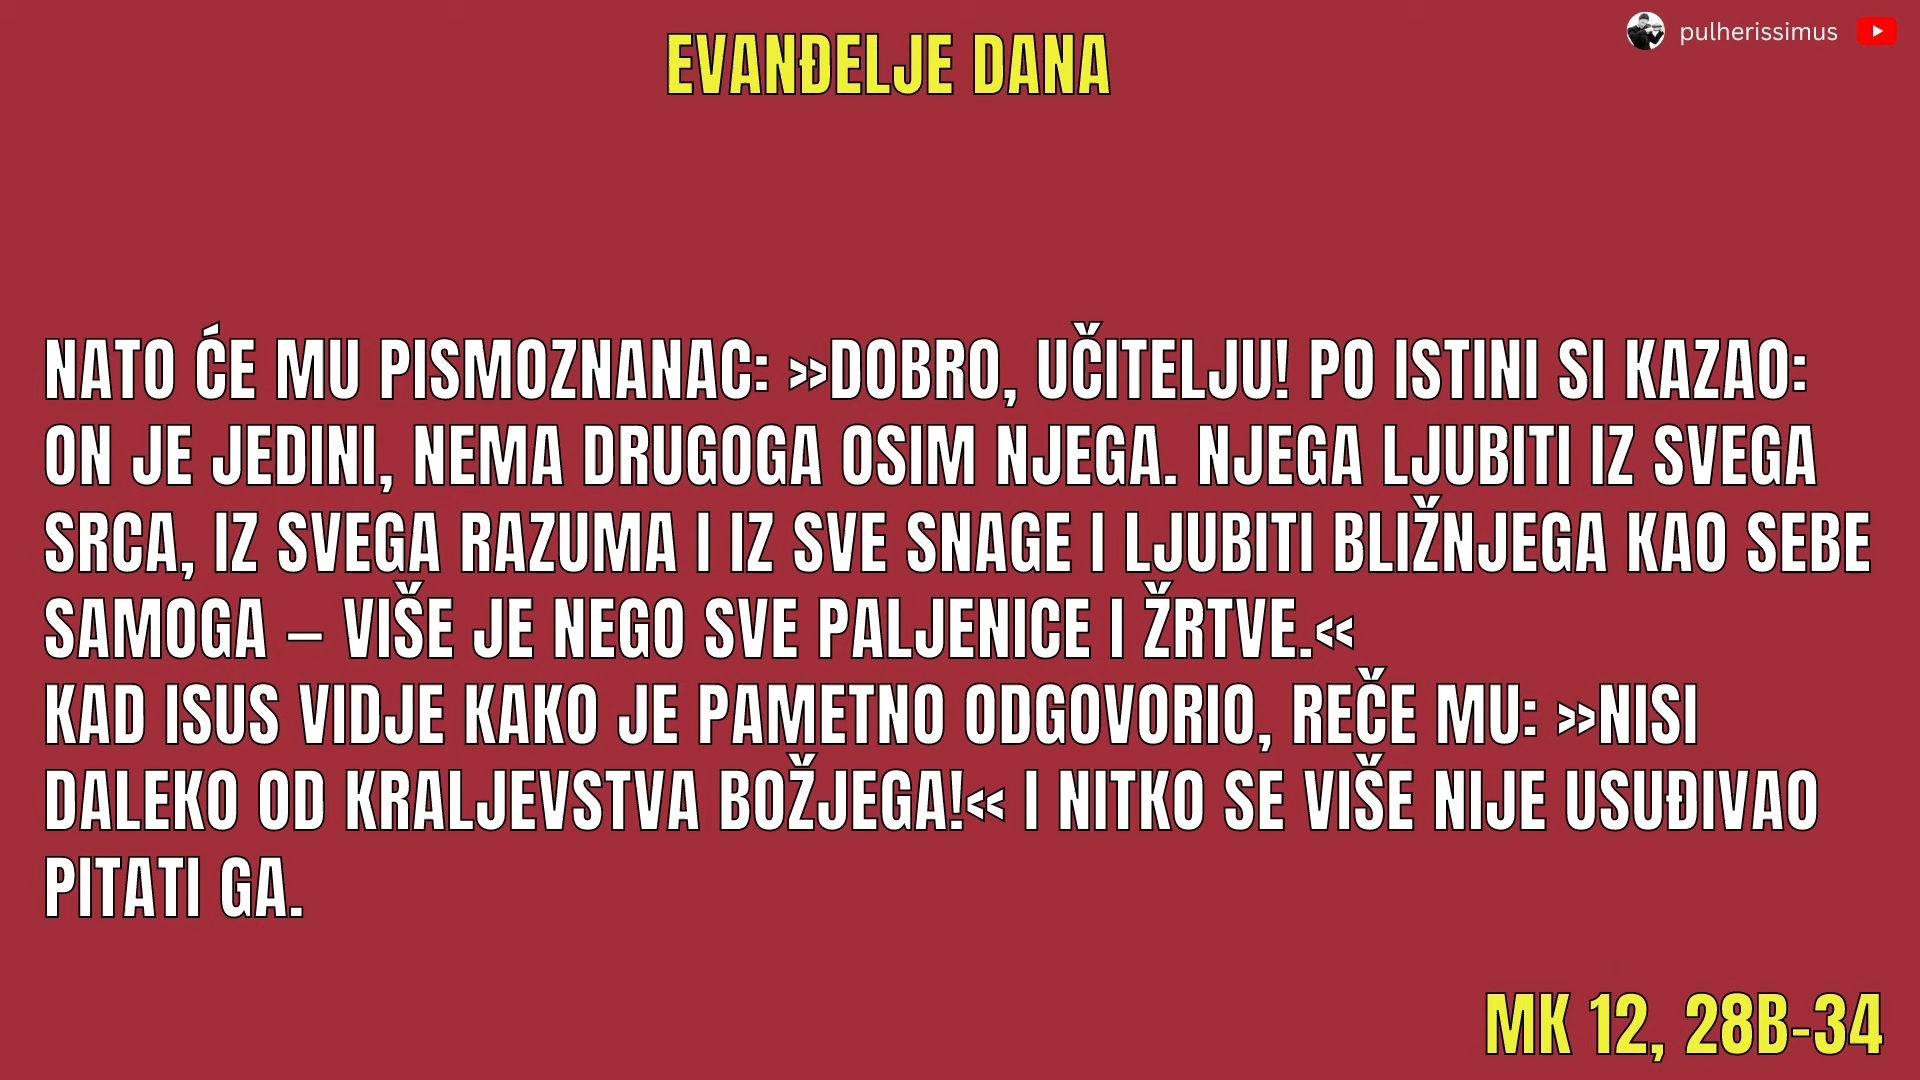 EVANĐELJE DANA
pulherissimus
NATO ĆE MU PISMOZNANAC: »DOBRO, UČITELJU! PO ISTINI SI KAZAO:
ON JE JEDINI, NEMA DRUGOGA OSIM NJEGA. NJEGA LJUBITI IZ SVEGA
SRCA, IZ SVEGA RAZUMA I IZ SVE SNAGE I LJUBITI BLIŽNJEGA KAO SEBE
SAMOGA – VIŠE JE NEGO SVE PALJENICE I ŽRTVE.«
KAD ISUS VIDJE KAKO JE PAMETNO ODGOVORIO, REČE MU: »NISI
DALEKO OD KRALJEVSTVA BOŽJEGA!« I NITKO SE VIŠE NIJE USUĐIVAO
PITATI GA.
MK 12, 28B-34